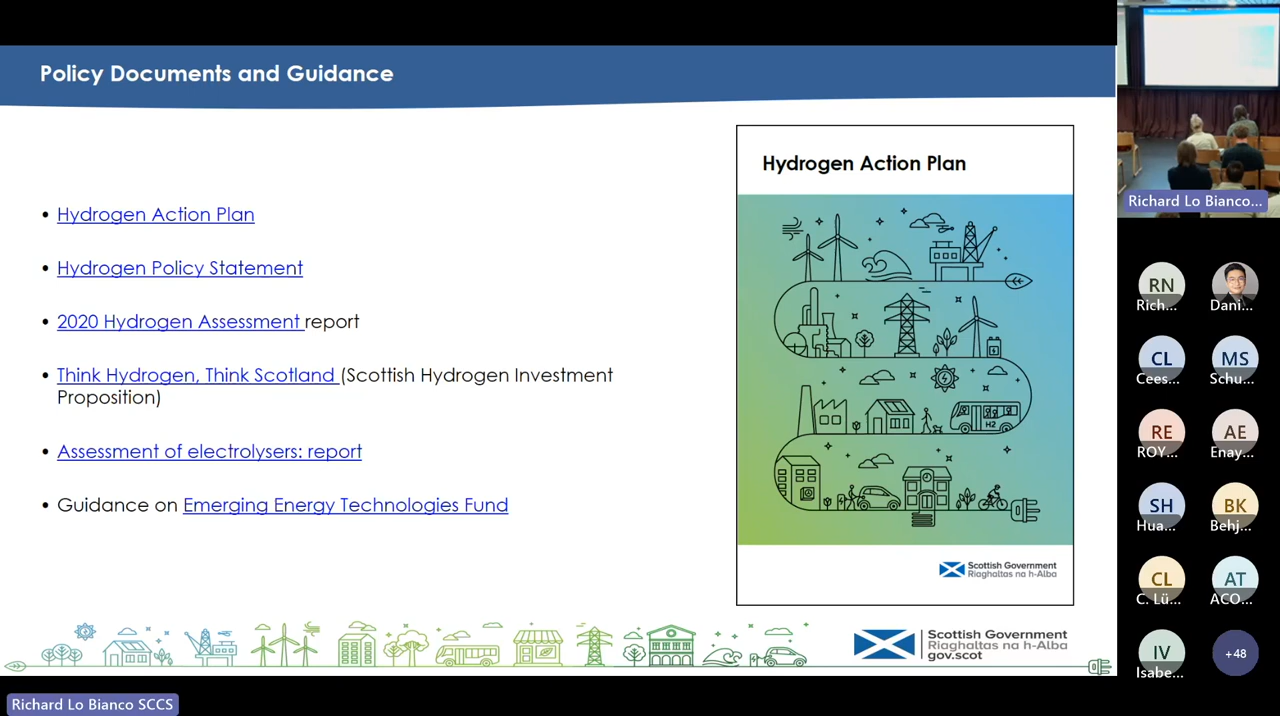 Policy Documents and Guidance
• Hydrogen Action Plan
• Hydrogen Policy Statement
• 2020 Hydrogen Assessment report
• Think Hydrogen, Think Scotland (Scottish Hydrogen Investment
Proposition)
• Assessment of electrolysers: report
• Guidance on Emerging Energy Technologies Fund
Hydrogen Action Plan
H2
Scottish Government
Riaghaltas na h-Alba
Scottish Government
Riaghaltas na h-Alba
gov.scot
Richard Lo Bianco SCCS
Richard Lo Bianco...
RN
Rich...
Dani...
CL
Cees...
MS
Schu...
RE
ROY...
AE
Enay...
SH
Hua...
BK
Behj...
CL
C. Lü...
AT
ACO...
IV
Isabe...
+48